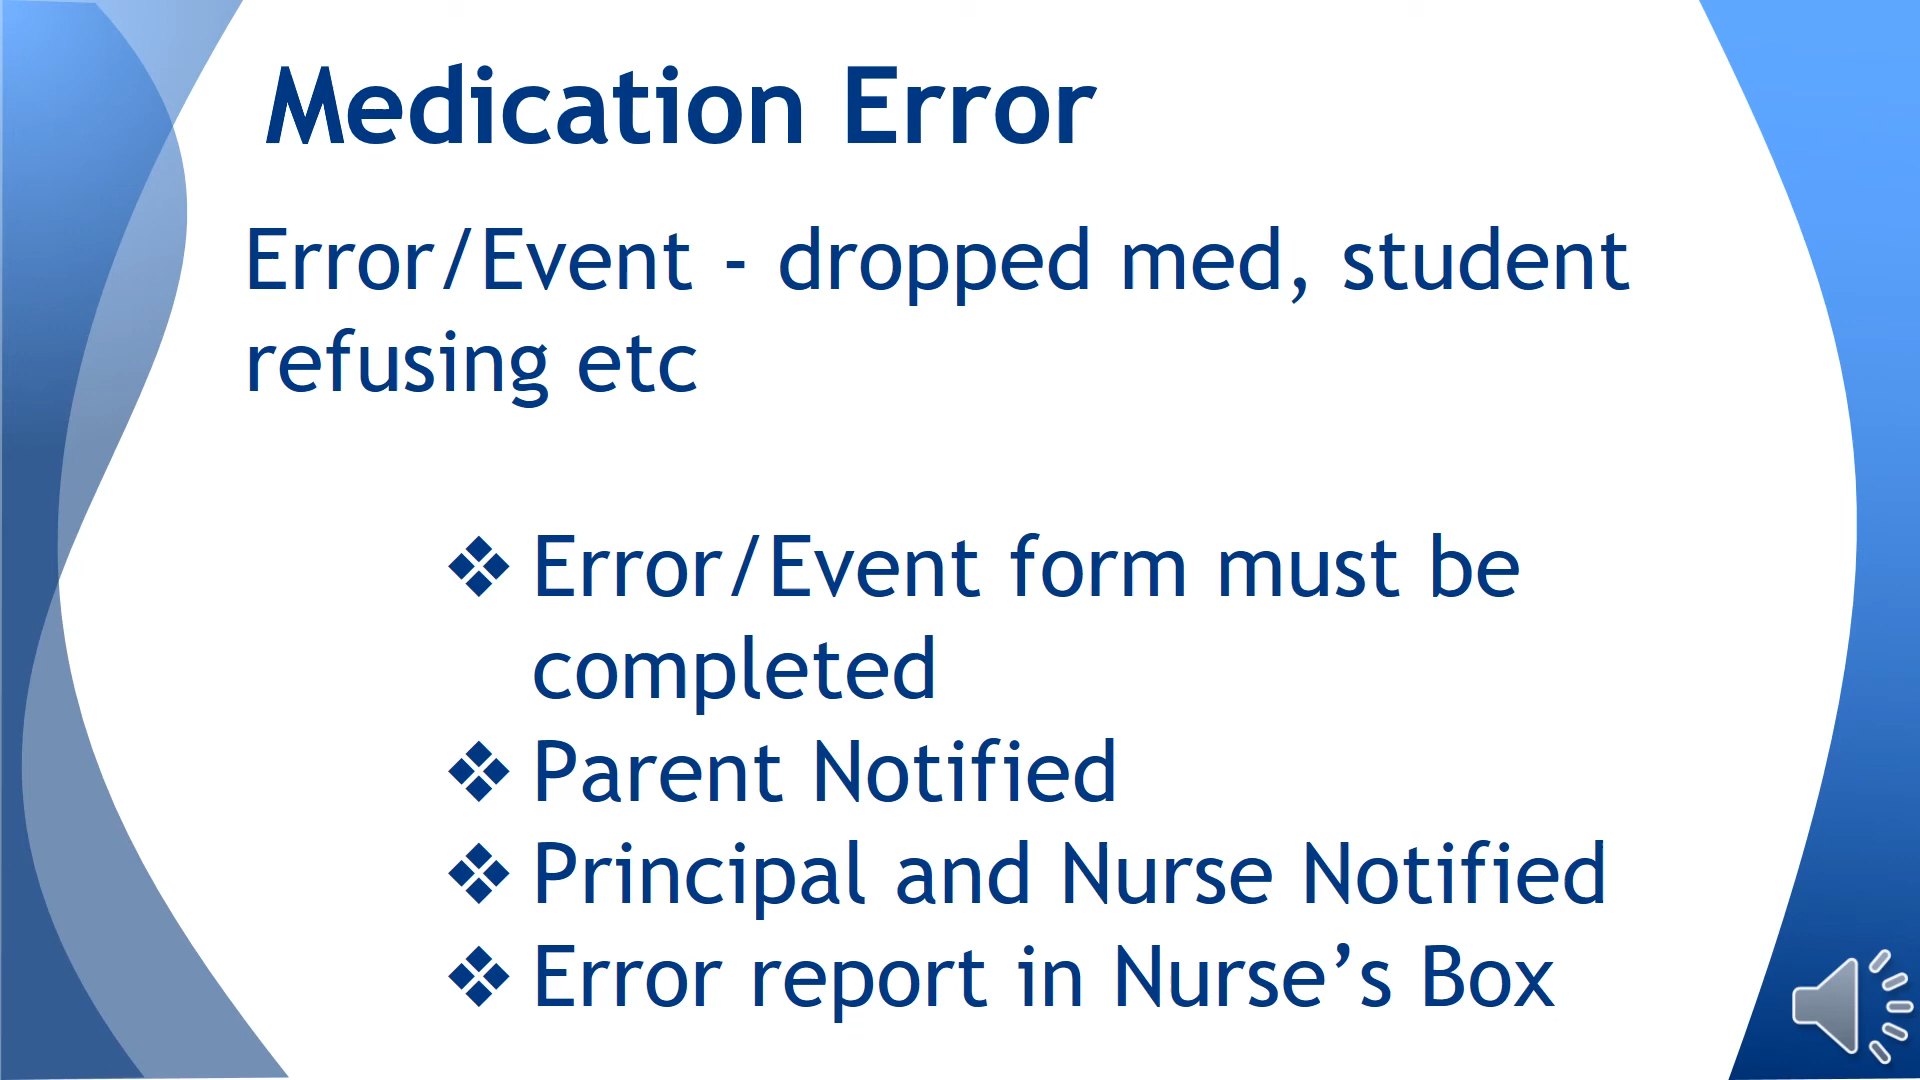 Medication Error
Error/Event - dropped med, student
refusing etc
❖ Error/Event form must be
completed
❖ Parent Notified
❖ Principal and Nurse Notified
❖ Error report in Nurse’s Box